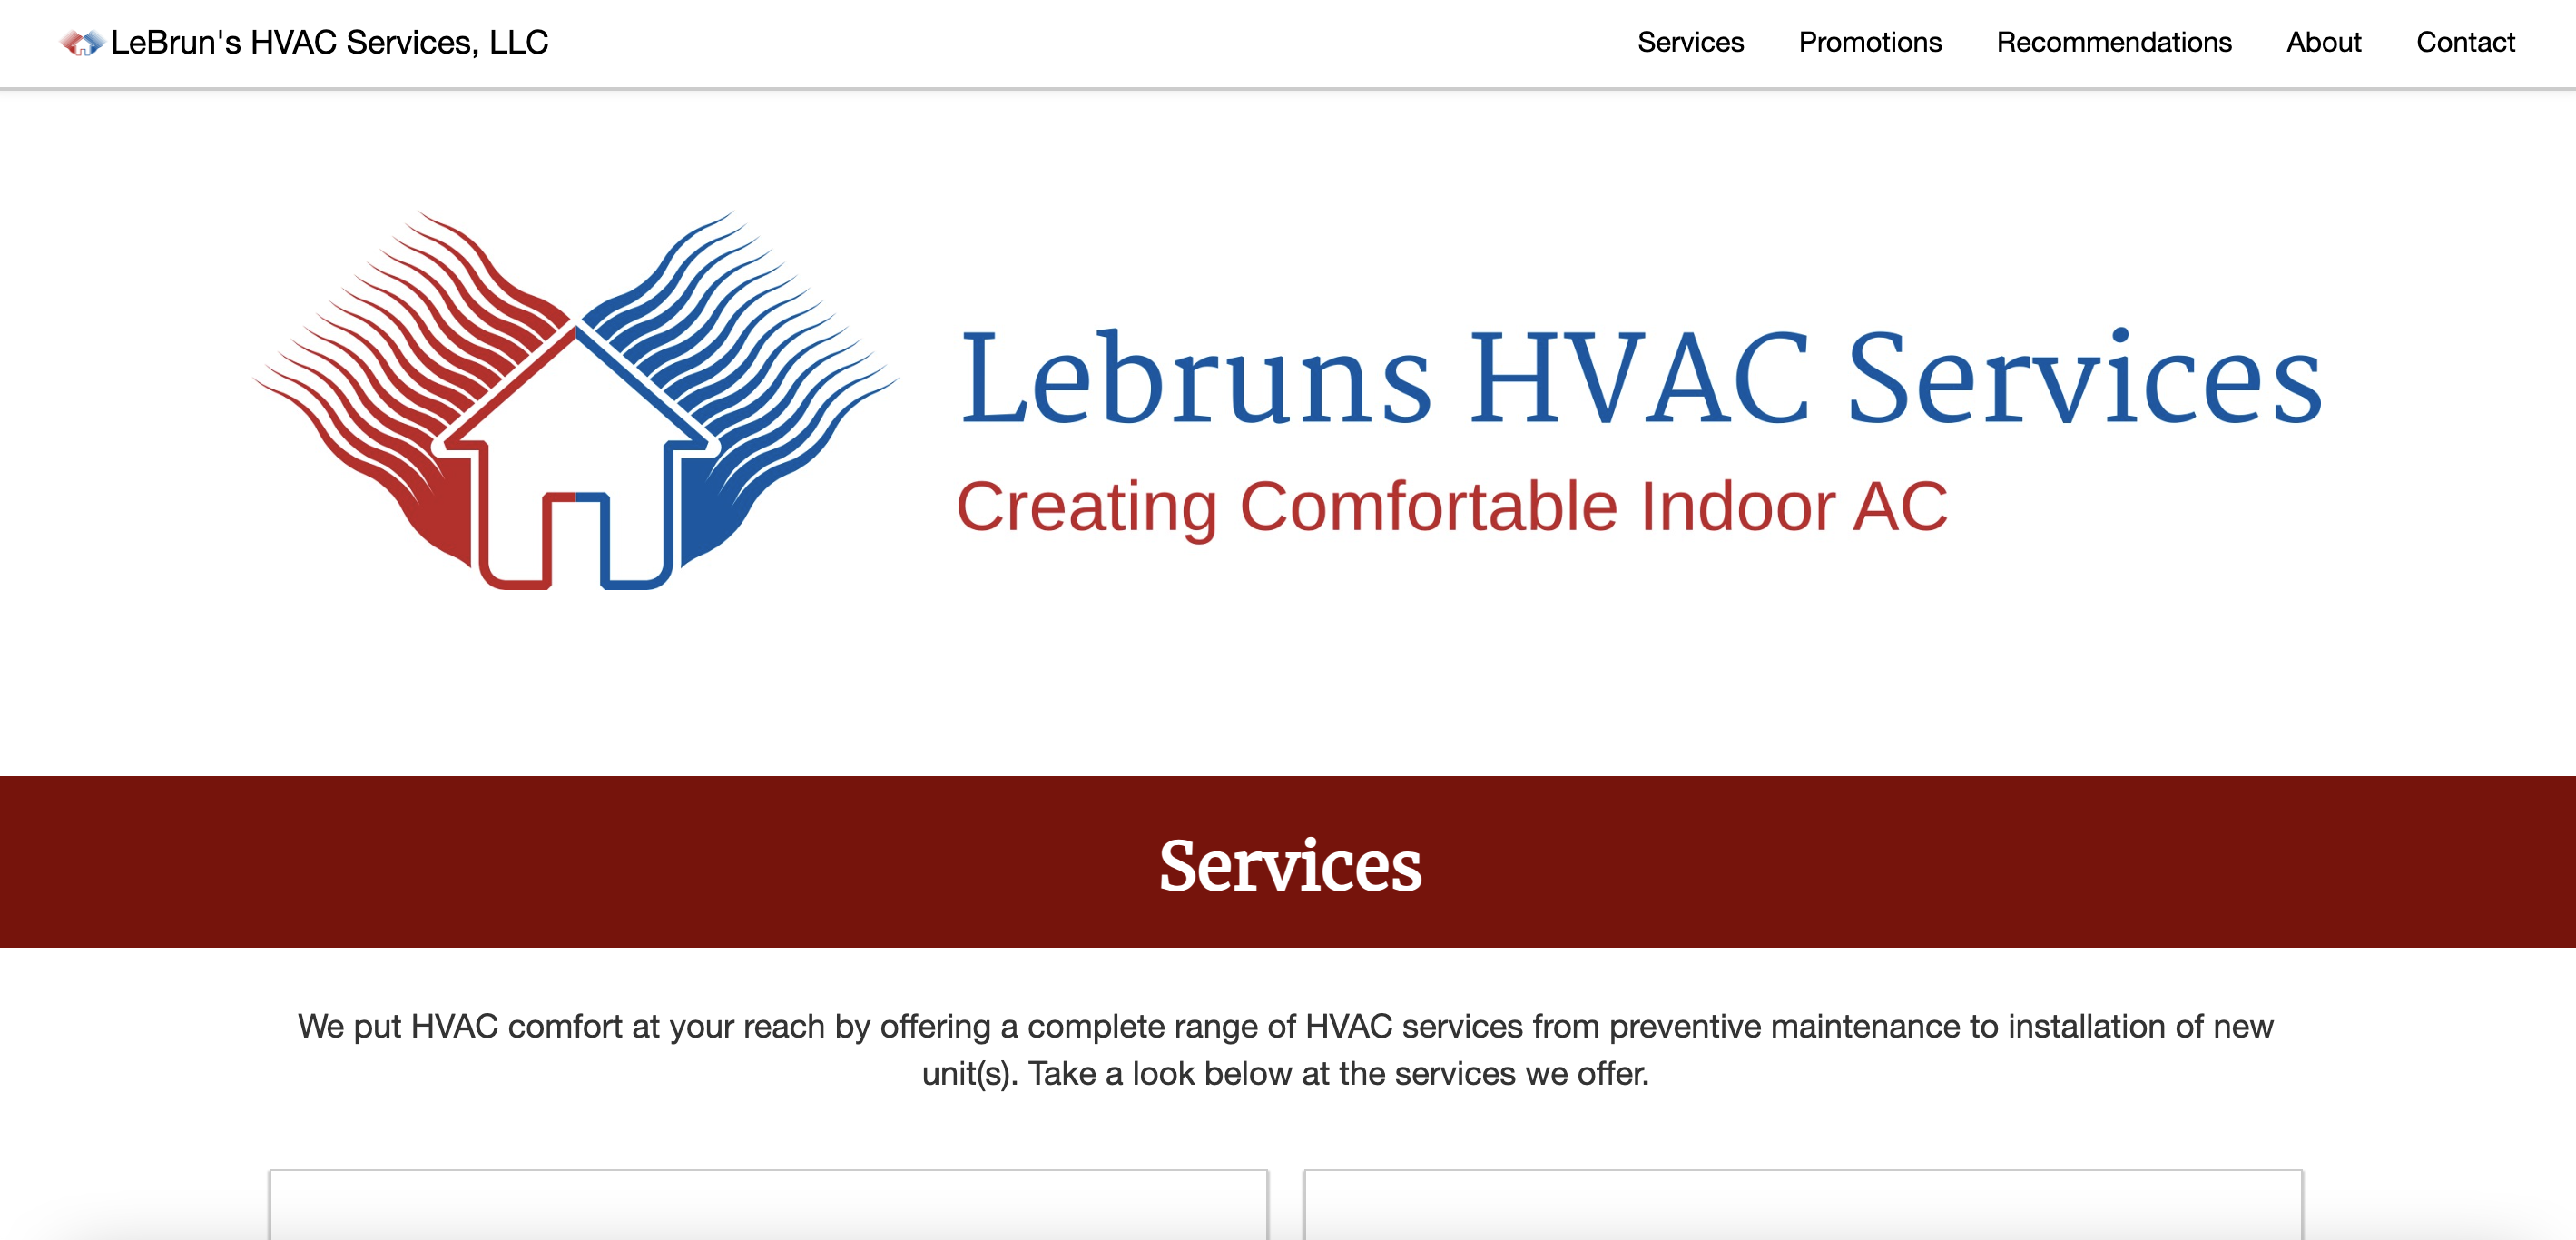 LeBrun's HVAC Services, LLC
Services Promotions Recommendations About Contact
Lebruns HVAC Services
Creating Comfortable Indoor AC
Services
We put HVAC comfort at your reach by offering a complete range of HVAC services from preventive maintenance to installation of new
unit(s). Take a look below at the services we offer.